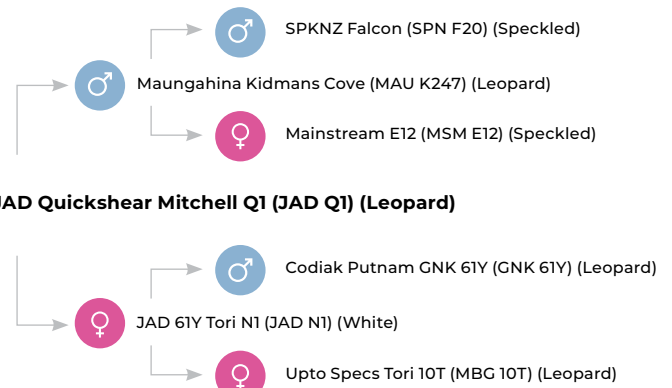 SPKNZ Falcon (SPN F20) (Speckled)
Maungahina Kidmans Cove (MAU K247) (Leopard)
Mainstream E12 (MSM E12) (Speckled)
JAD Quickshear Mitchell Q1 (JAD Q1) (Leopard)
Codiak Putnam GNK 61Y (GNK 61Y) (Leopard)
JAD 61Y Tori N1 (JAD N1) (White)
Upto Specs Tori 10T (MBG 10T) (Leopard)